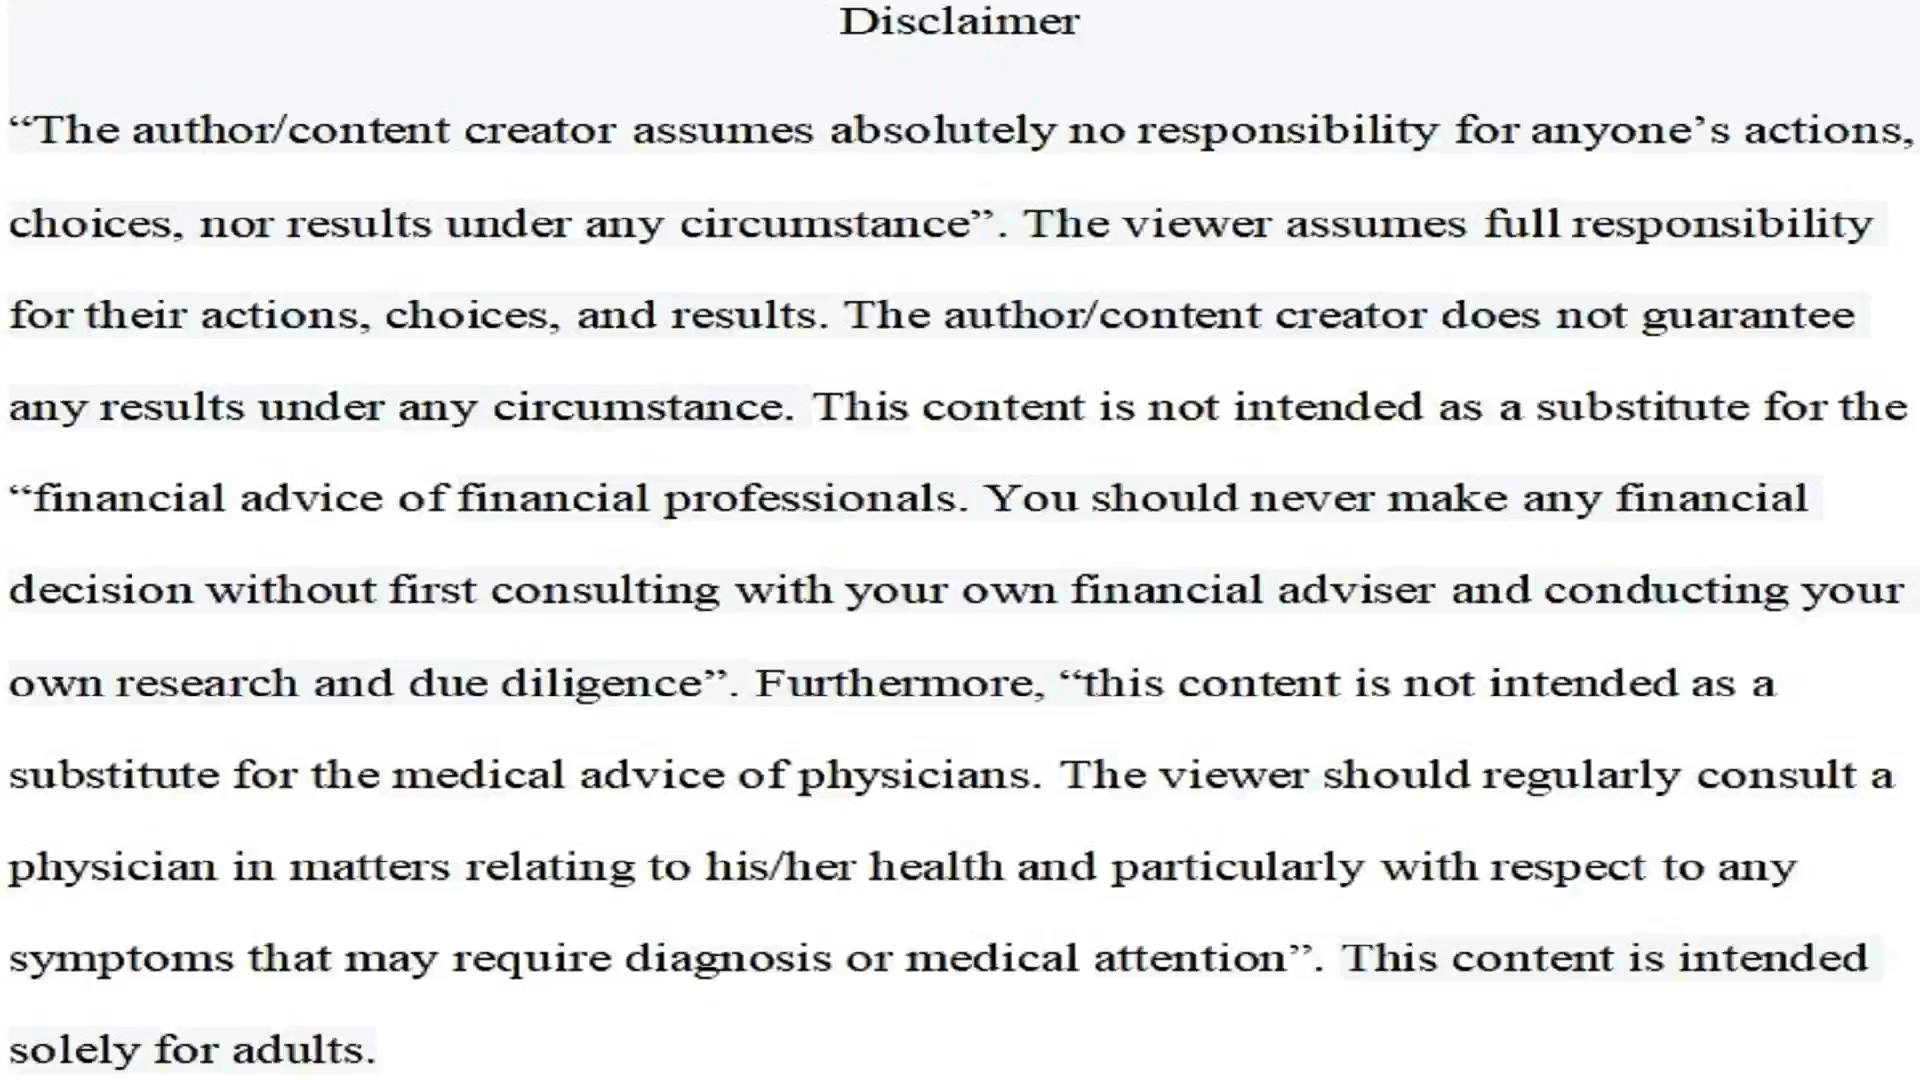 Disclaimer
“The author/content creator assumes absolutely no responsibility for anyone’s actions,
choices, nor results under any circumstance”. The viewer assumes full responsibility
for their actions, choices, and results. The author/content creator does not guarantee
any results under any circumstance. This content is not intended as a substitute for the
“financial advice of financial professionals. You should never make any financial
decision without first consulting with your own financial adviser and conducting your
own research and due diligence”. Furthermore, “this content is not intended as a
substitute for the medical advice of physicians. The viewer should regularly consult a
physician in matters relating to his/her health and particularly with respect to any
symptoms that may require diagnosis or medical attention”. This content is intended
solely for adults.